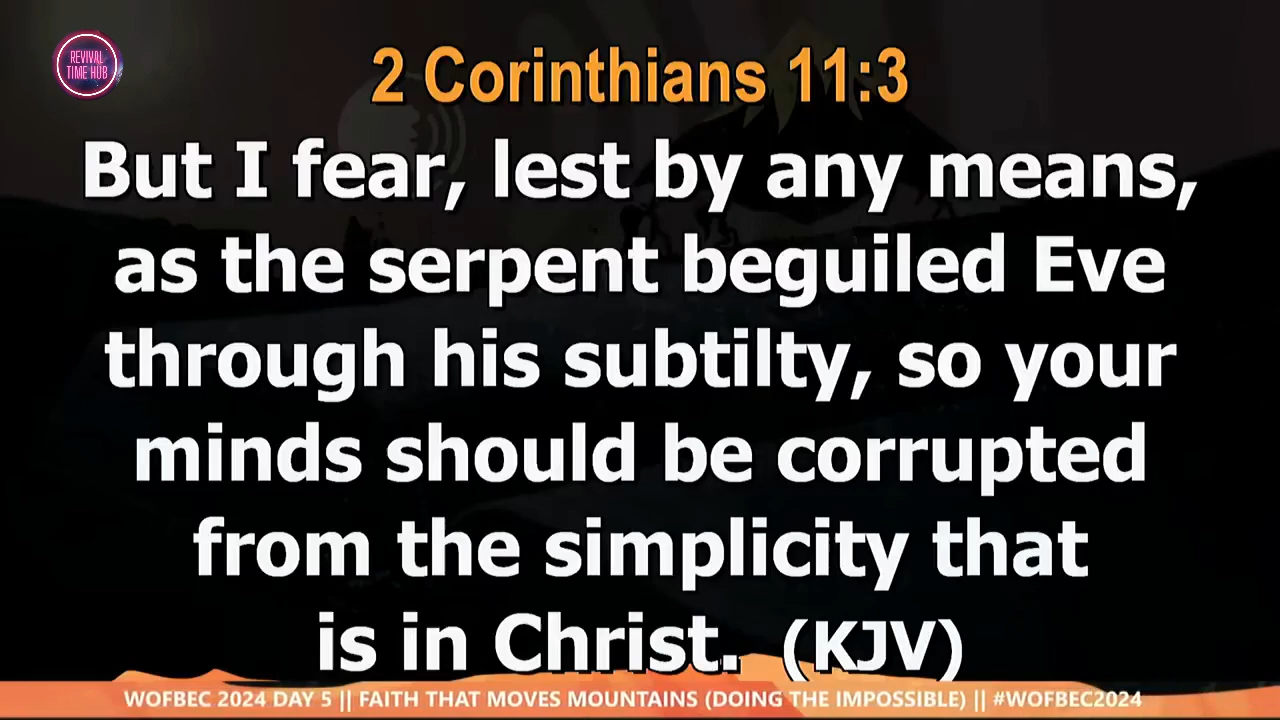 REVIVAL
TIME HUB
2 Corinthians 11:3
But I fear, lest by any means,
as the serpent beguiled Eve
through his subtilty, so your
minds should be corrupted
from the simplicity that
is in Christ. (KJV)
WOFBEC 2024 DAY 5 || FAITH THAT MOVES MOUNTAINS (DOING THE IMPOSSIBLE) || #WOFBEC2024